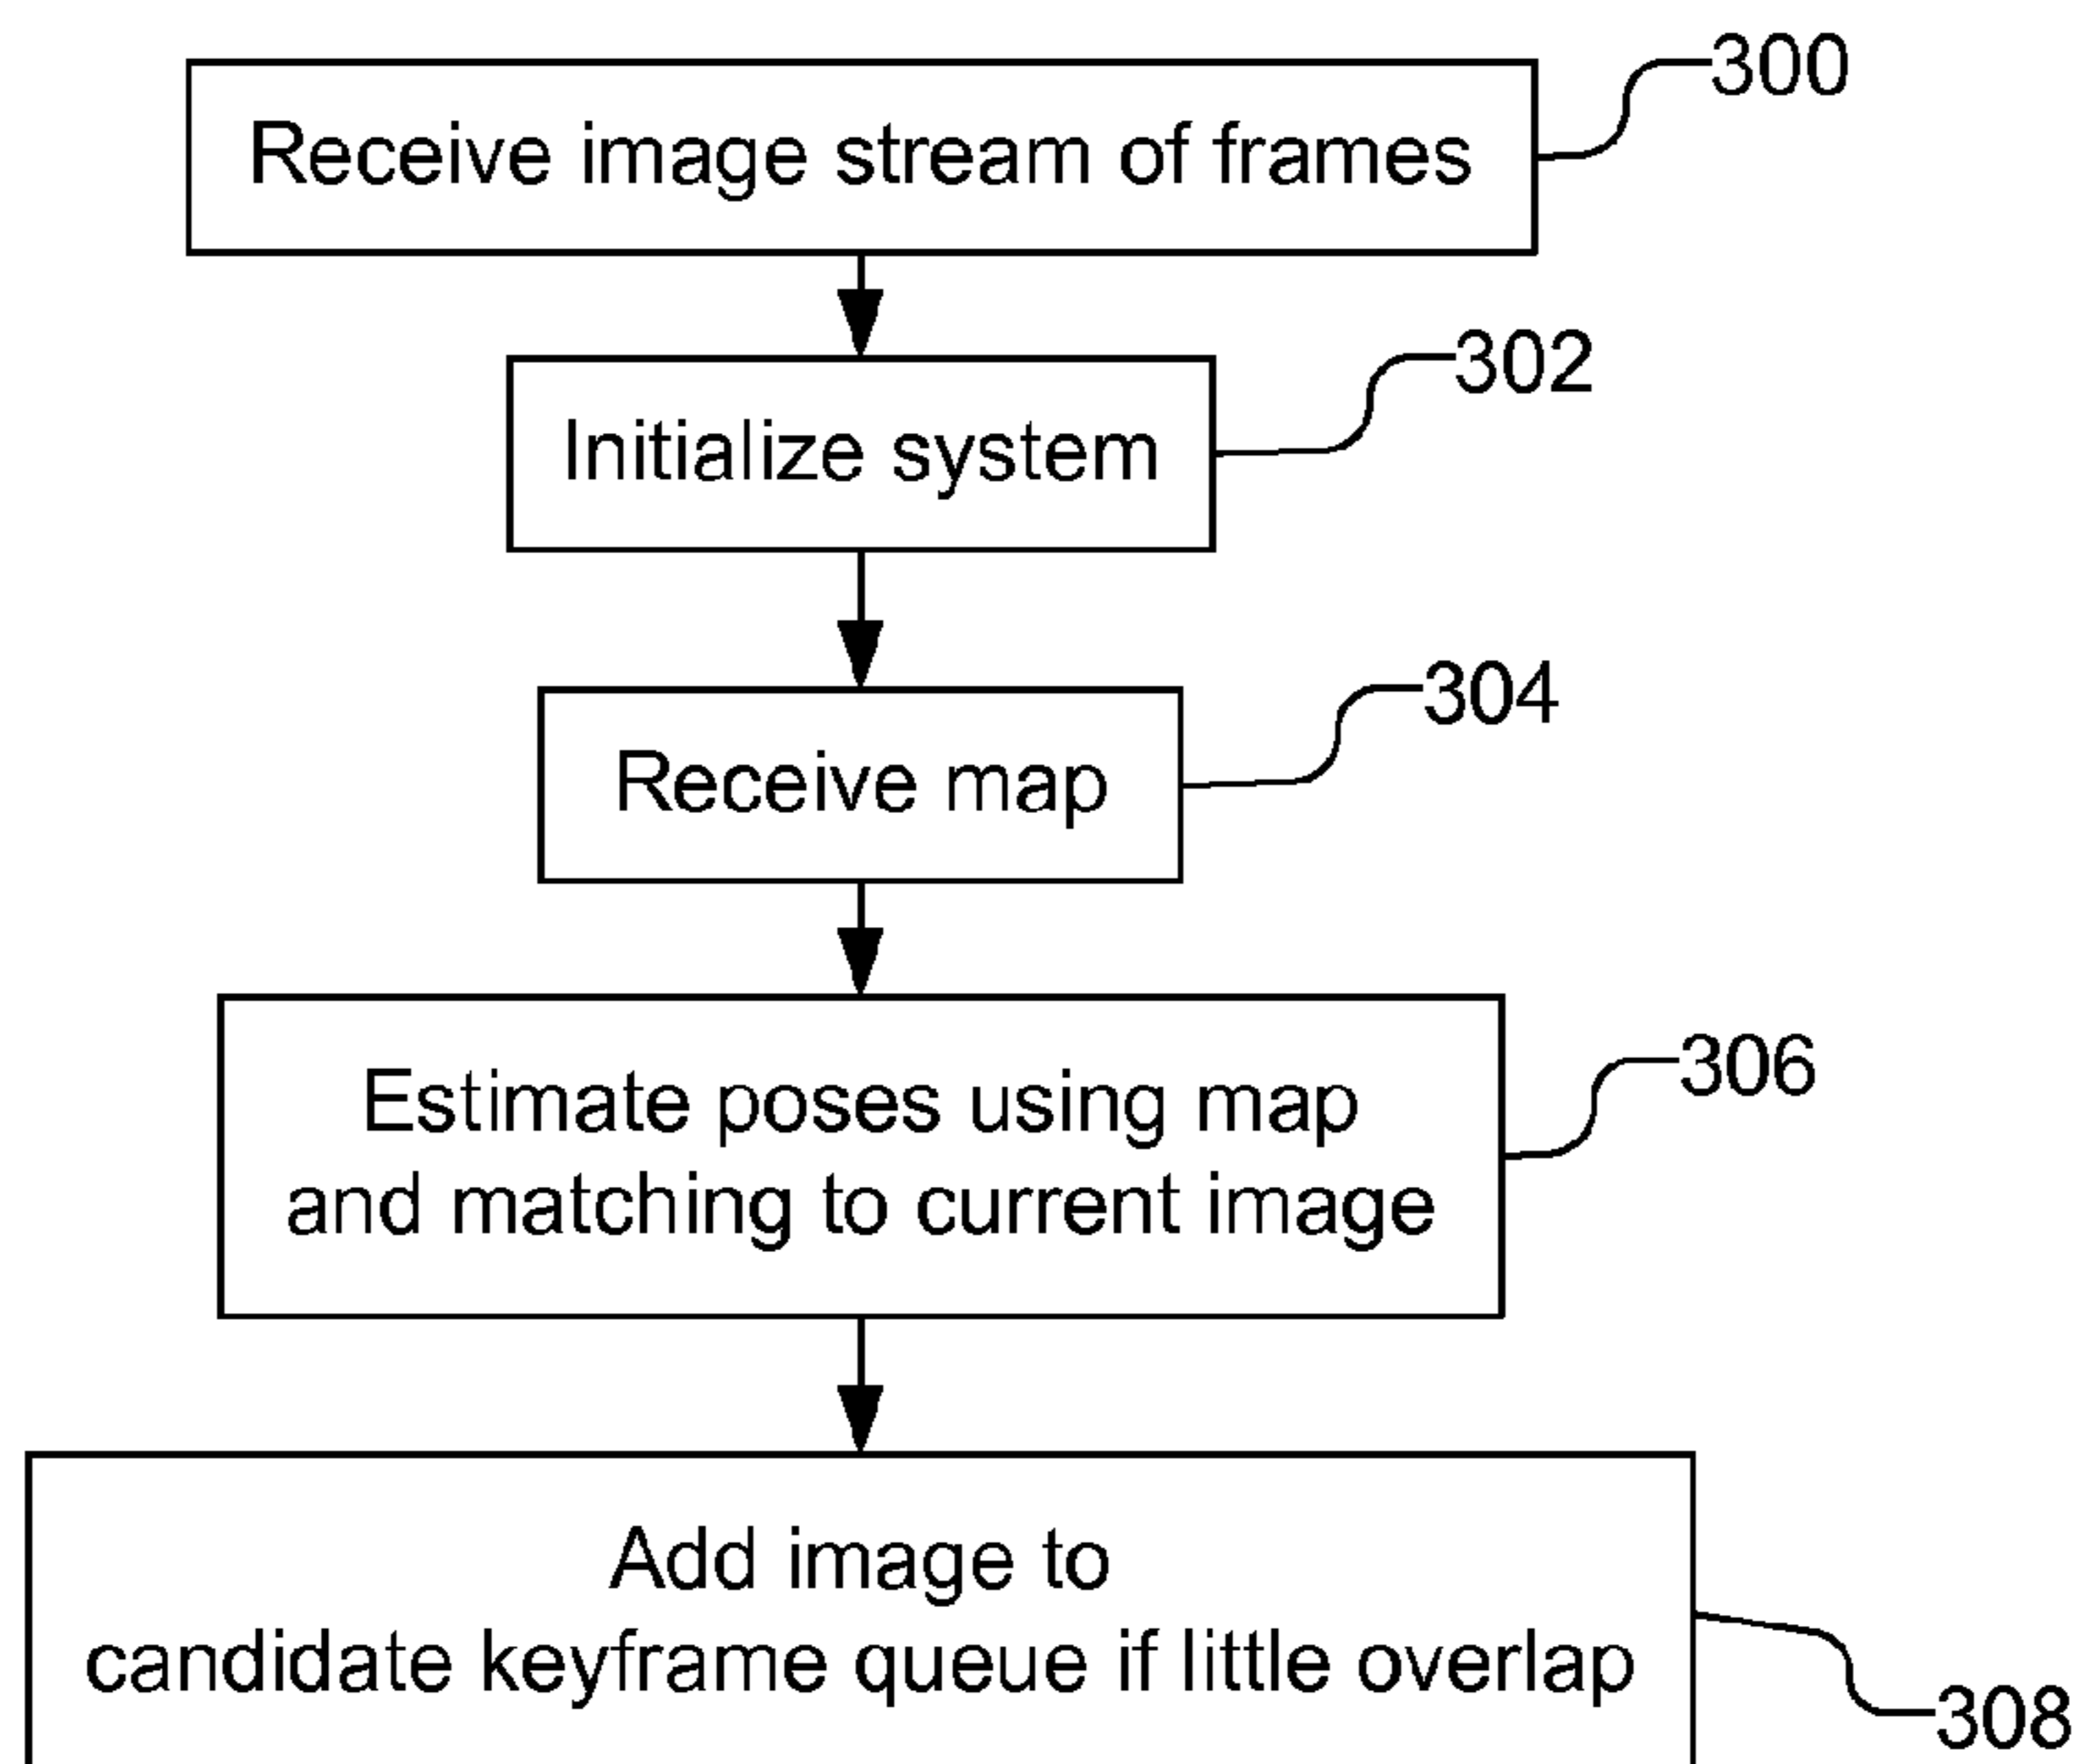 300
Receive image stream of frames
302
Initialize system
304
Receive map
306
Estimate poses using map
and matching to current image
Add image to
candidate keyframe queue if little overlap
308